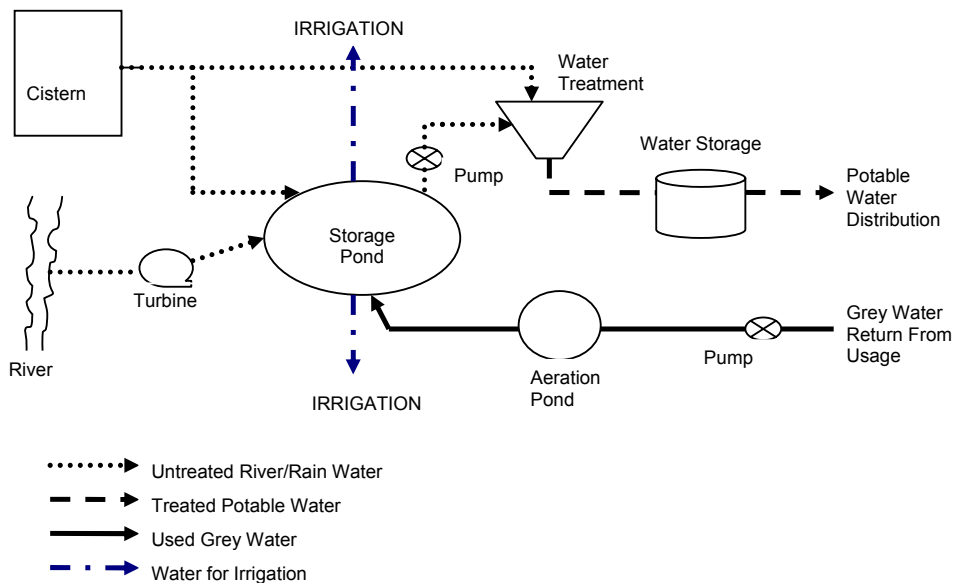 IRRIGATION
Cistern
Water
Treatment
Pump
Water Storage
Potable
Water
Distribution
Storage
Pond
Turbine
River
Grey Water
Return From
Usage
Pump
Aeration
Pond
IRRIGATION
Untreated River/Rain Water
Treated Potable Water
Used Grey Water
Water for Irrigation